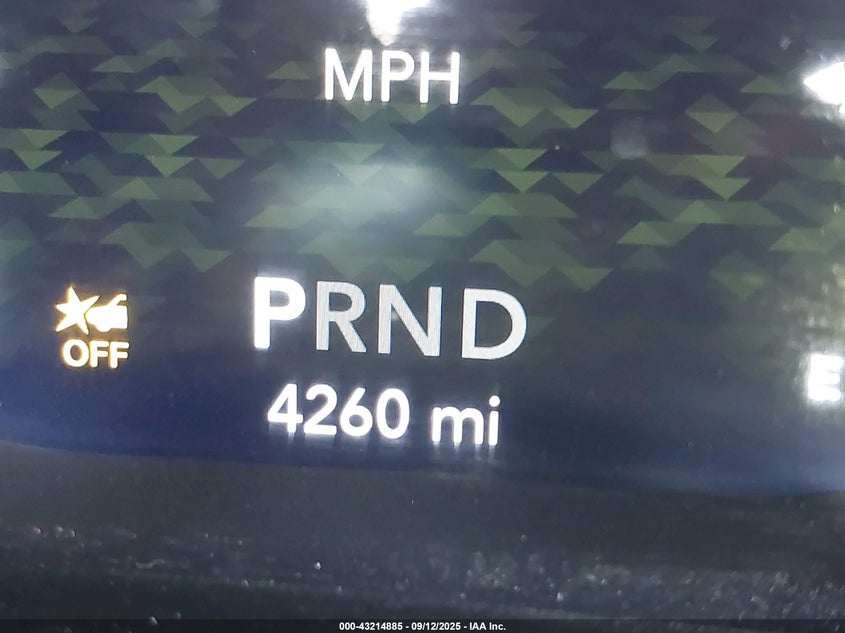 MPH
PRND
OFF
4260 mi
E
000-43214885 - 09/12/2025 - IAA Inc.